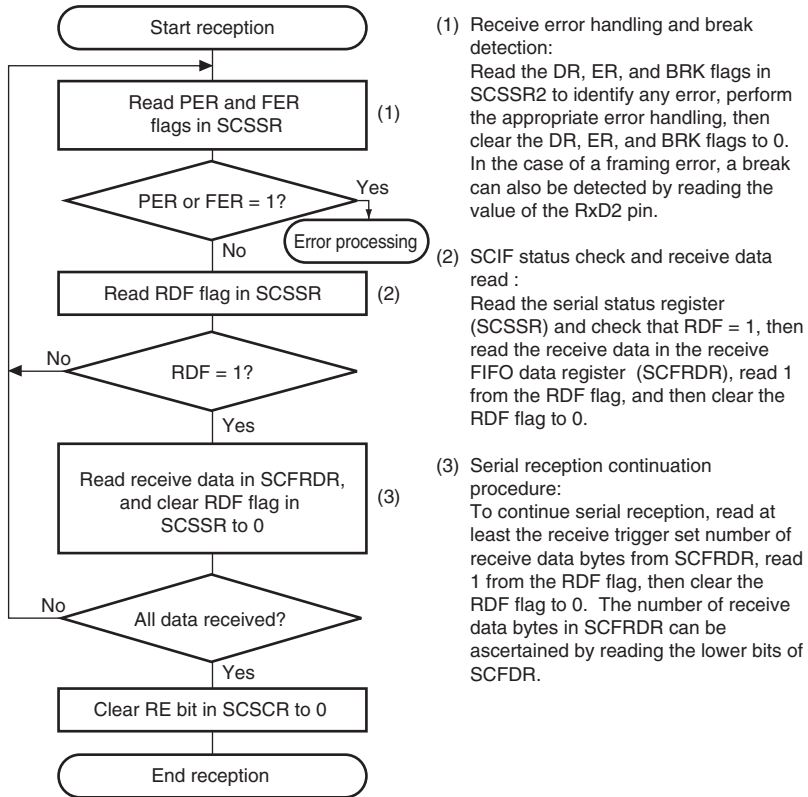 Start reception
Read PER and FER
flags in SCSSR
(1)
PER or FER = 1?
Yes
Error processing
No
Read RDF flag in SCSSR
(2)
No
RDF = 1?
Yes
Read receive data in SCFRDR,
and clear RDF flag in
SCSSR to 0
(3)
No
All data received?
Yes
Clear RE bit in SCSCR to 0
End reception
(1) Receive error handling and break
detection:
Read the DR, ER, and BRK flags in
SCSSR2 to identify any error, perform
the appropriate error handling, then
clear the DR, ER, and BRK flags to 0.
In the case of a framing error, a break
can also be detected by reading the
value of the RxD2 pin.
(2) SCIF status check and receive data
read :
Read the serial status register
(SCSSR) and check that RDF = 1, then
read the receive data in the receive
FIFO data register (SCFRDR), read 1
from the RDF flag, and then clear the
RDF flag to 0.
(3) Serial reception continuation
procedure:
To continue serial reception, read at
least the receive trigger set number of
receive data bytes from SCFRDR, read
1 from the RDF flag, then clear the
RDF flag to 0. The number of receive
data bytes in SCFRDR can be
ascertained by reading the lower bits of
SCFDR.